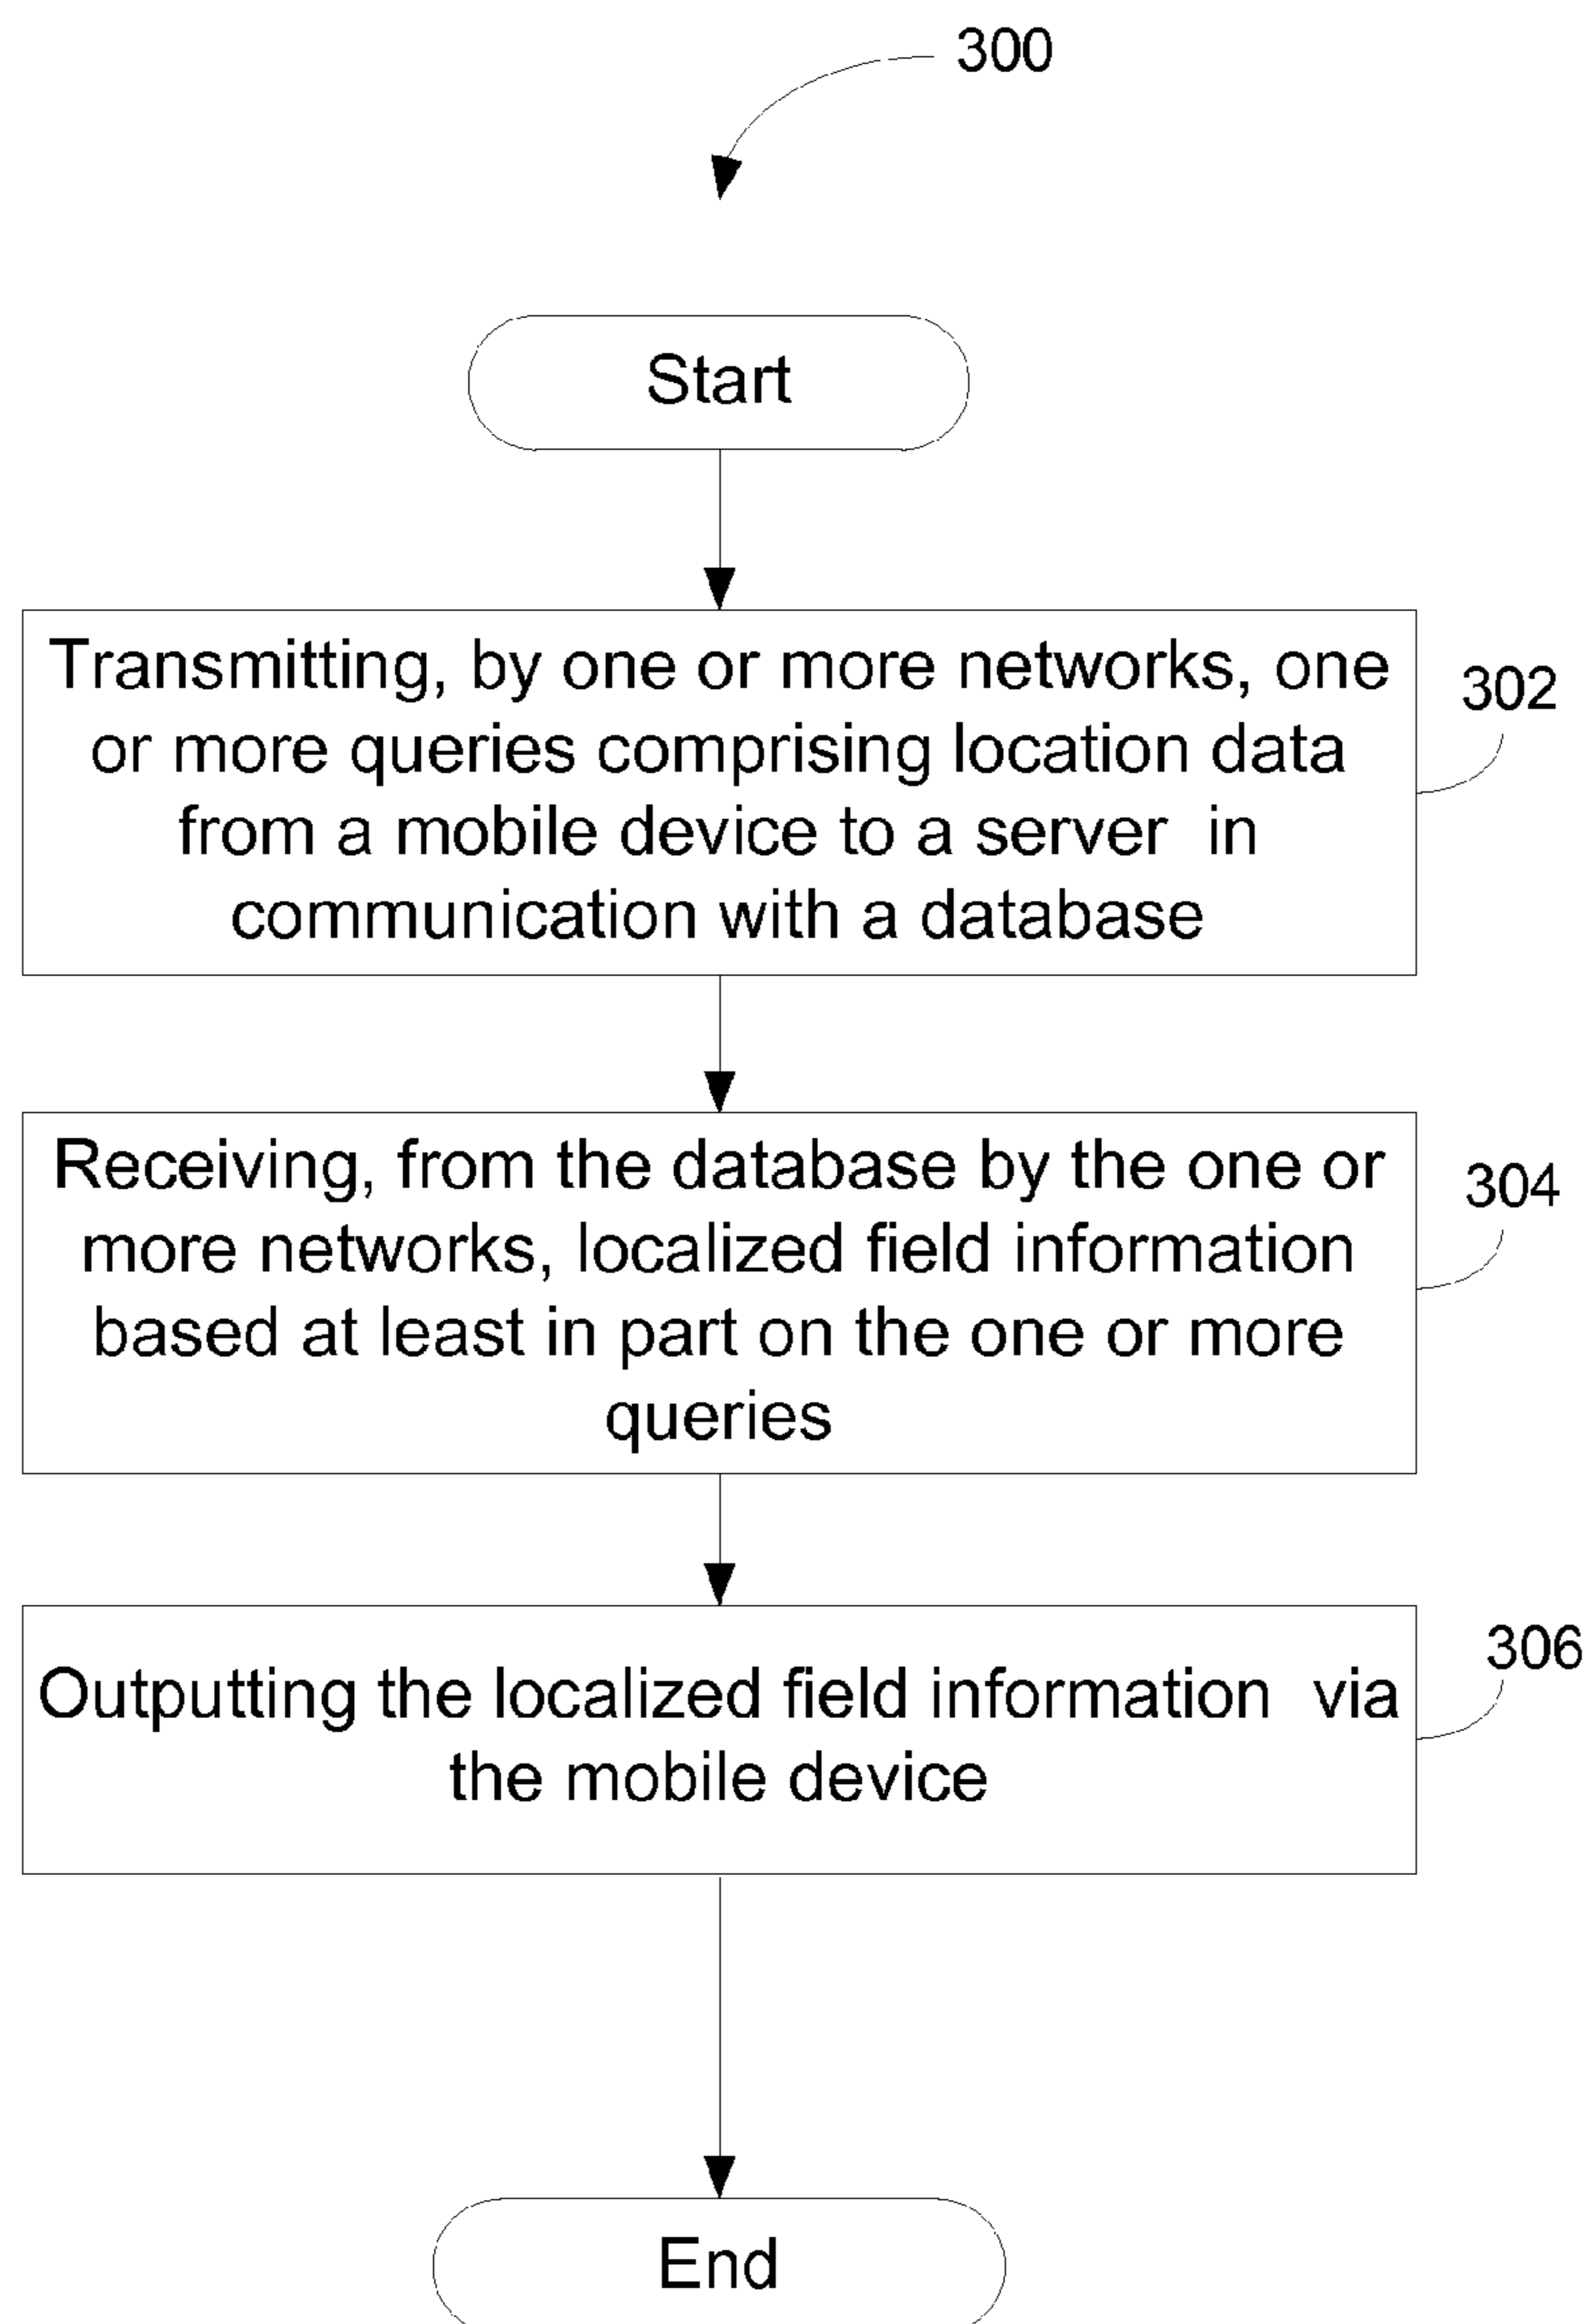 300
Start
Transmitting, by one or more networks, one
or more queries comprising location data
from a mobile device to a server in
communication with a database
302
Receiving, from the database by the one or
more networks, localized field information
based at least in part on the one or more
queries
304
Outputting the localized field information via
the mobile device
306
End